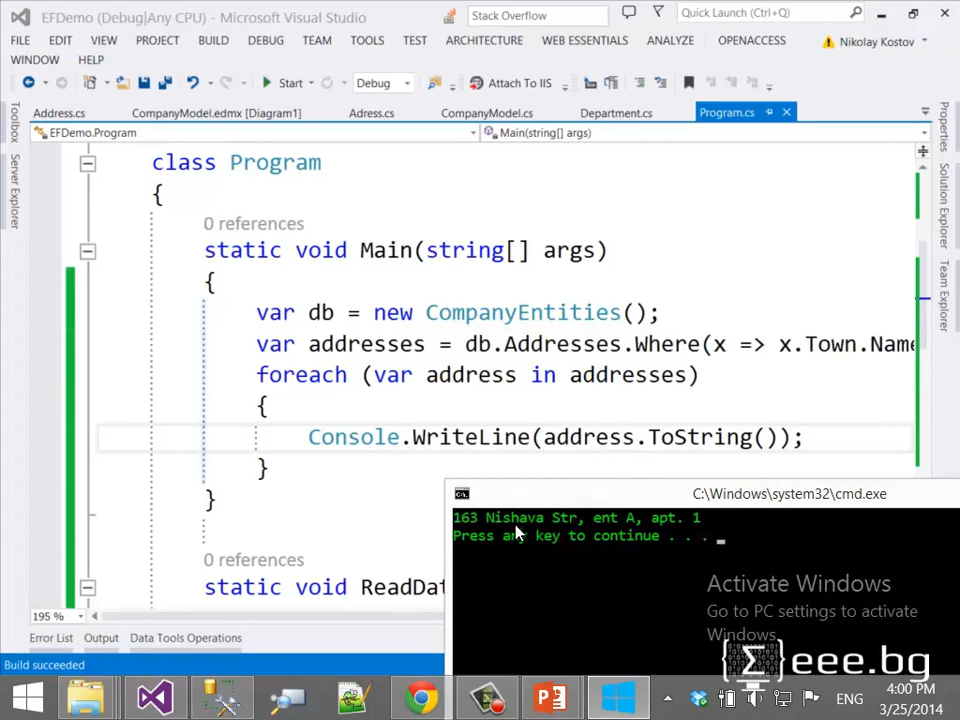 EFDemo (Debug|Any CPU) - Microsoft Visual Studio
Stack Overflow
Quick Launch (Ctrl+Q)
FILE EDIT VIEW PROJECT BUILD DEBUG TEAM TOOLS TEST ARCHITECTURE WEB ESSENTIALS ANALYZE OPENACCESS Nikolay Kostov
WINDOW HELP
Start Debug Attach To IIS
Address.cs CompanyModel.edmx [Diagram1] Adress.cs CompanyModel.cs Department.cs Program.cs
EFDemo.Program Main(string[] args)
Toolbox
Server Explorer
Properties
Solution Explorer
Team Explorer
class Program
{
0 references
static void Main(string[] args)
{
var db = new CompanyEntities();
var addresses = db.Addresses.Where(x => x.Town.Name
foreach (var address in addresses)
{
Console.WriteLine(address.ToString());
}
}
0 references
static void ReadDat
C:\Windows\system32\cmd.exe
163 Nishava Str, ent A, apt. 1
Press any key to continue . . .
Activate Windows
Go to PC settings to activate
Windows.
{Σ}eee.bg
195 %
Error List Output Data Tools Operations
Build succeeded
ENG
4:00 PM
3/25/2014